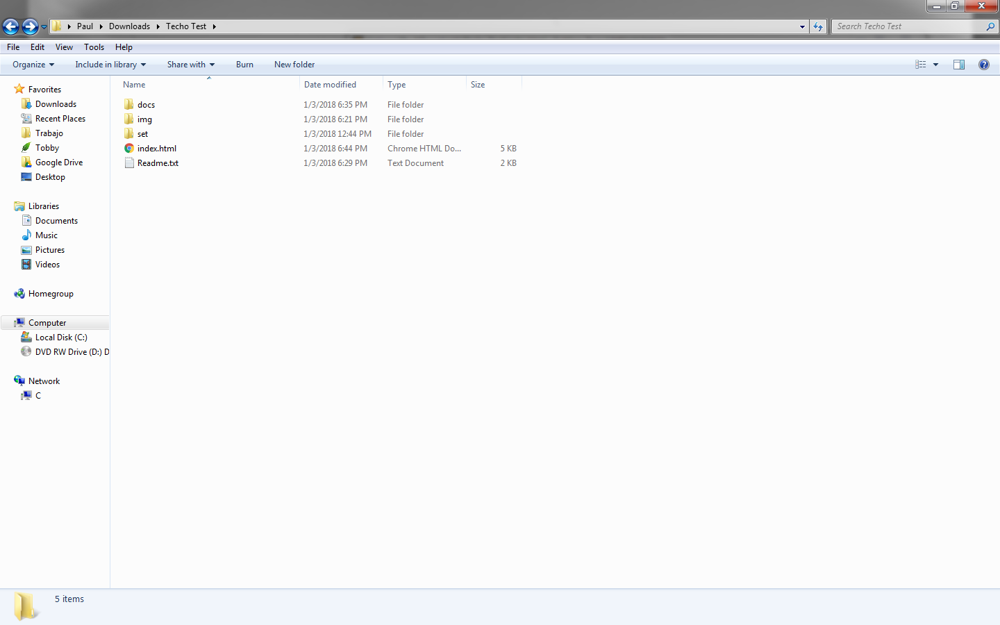 Paul Downloads Techo Test
Search Techo Test
File Edit View Tools Help
Organize Include in library Share with Burn New folder
Name Date modified Type Size
docs 1/3/2018 6:35 PM File folder
img 1/3/2018 6:21 PM File folder
set 1/3/2018 12:44 PM File folder
index.html 1/3/2018 6:44 PM Chrome HTML Do... 5 KB
Readme.txt 1/3/2018 6:29 PM Text Document 2 KB
Favorites
Downloads
Recent Places
Trabajo
Tobby
Google Drive
Desktop
Libraries
Documents
Music
Pictures
Videos
Homegroup
Computer
Local Disk (C:)
DVD RW Drive (D:) D
Network
C
5 items